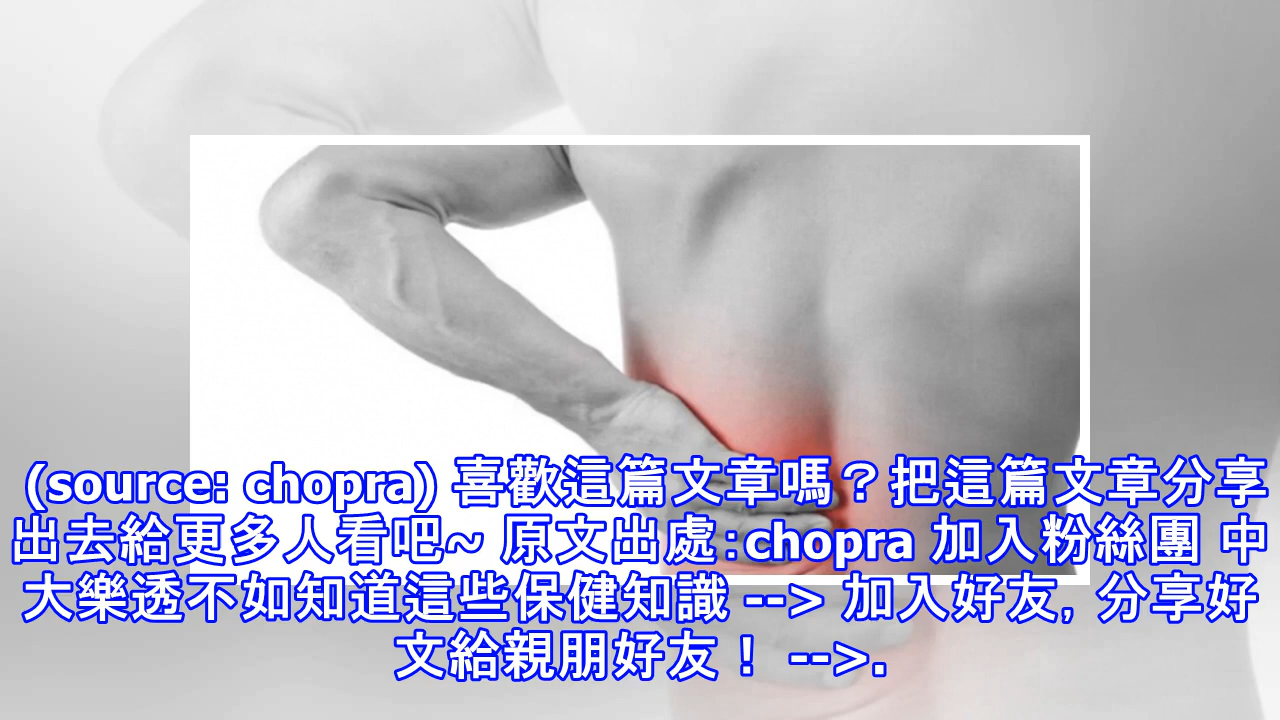 (source: chopra) 喜歡這篇文章嗎？把這篇文章分享
出去給更多人看吧~ 原文出處：chopra 加入粉絲團 中
大樂透不如知道這些保健知識 --> 加入好友，分享好
文給親朋好友！ -->.